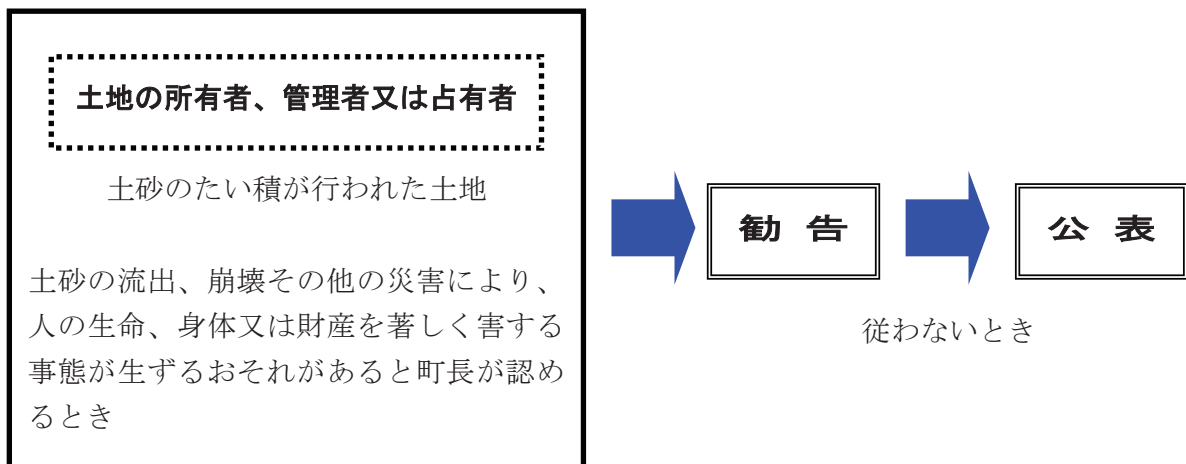 土地の所有者、管理者又は占有者
土砂のたい積が行われた土地
土砂の流出、崩壊その他の災害により、
人の生命、身体又は財産を著しく害する
事態が生ずるおそれがあると町長が認め
るとき
勧 告
公 表
従わないとき